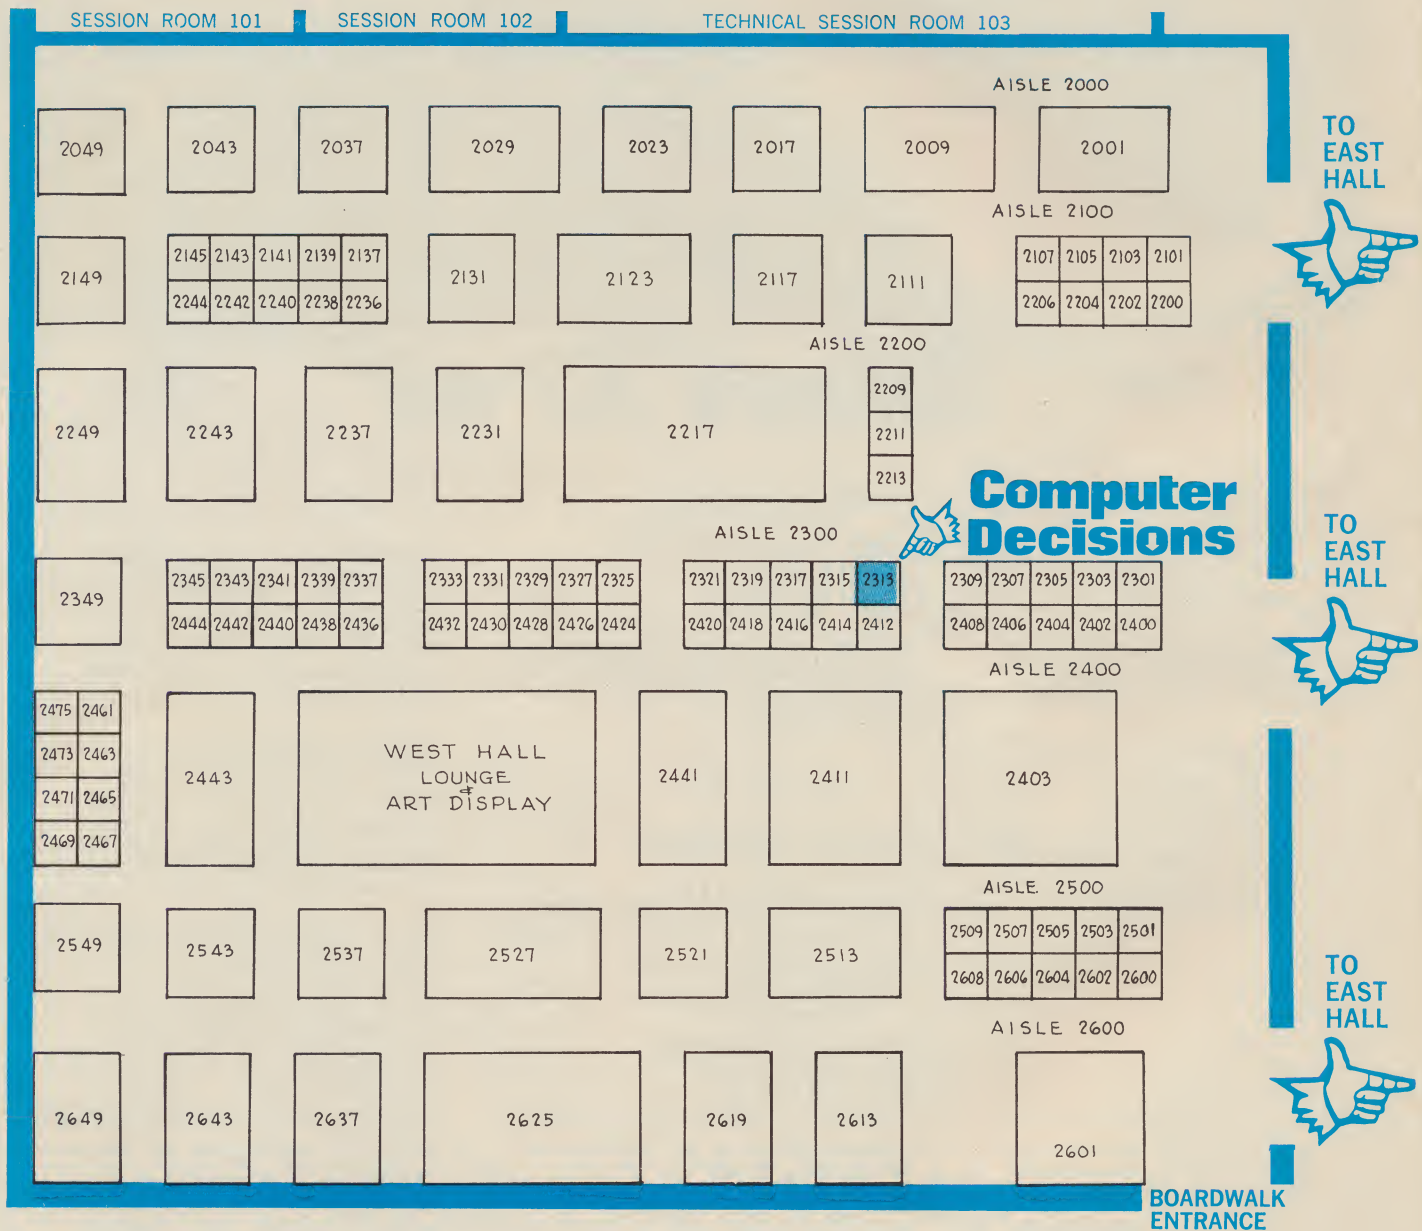 SESSION ROOM 101 SESSION ROOM 102 TECHNICAL SESSION ROOM 103
AISLE 2000
2049 2043 2037 2029 2023 2017 2009 2001
TO
EAST
HALL
AISLE 2100
2149 2145 2143 2141 2139 2137 2131 2123 2117 2111 2107 2105 2103 2101
2244 2242 2240 2238 2236 2206 2204 2202 2200
AISLE 2200
2209
2249 2243 2237 2231 2217 2211
2213
Computer
Decisions
AISLE 2300
TO
EAST
HALL
2349 2345 2343 2341 2339 2337 2333 2331 2329 2327 2325 2321 2319 2317 2315 2313 2309 2307 2305 2303 2301
2444 2442 2440 2438 2436 2432 2430 2428 2426 2424 2420 2418 2416 2414 2412 2408 2406 2404 2402 2400
AISLE 2400
2475 2461
2473 2463
2471 2465
2469 2467
2443
WEST HALL
LOUNGE
&
ART DISPLAY
2441 2411 2403
AISLE 2500
2549 2543 2537 2527 2521 2513 2509 2507 2505 2503 2501
2608 2606 2604 2602 2600
TO
EAST
HALL
AISLE 2600
2649 2643 2637 2625 2619 2613 2601
BOARDWALK
ENTRANCE